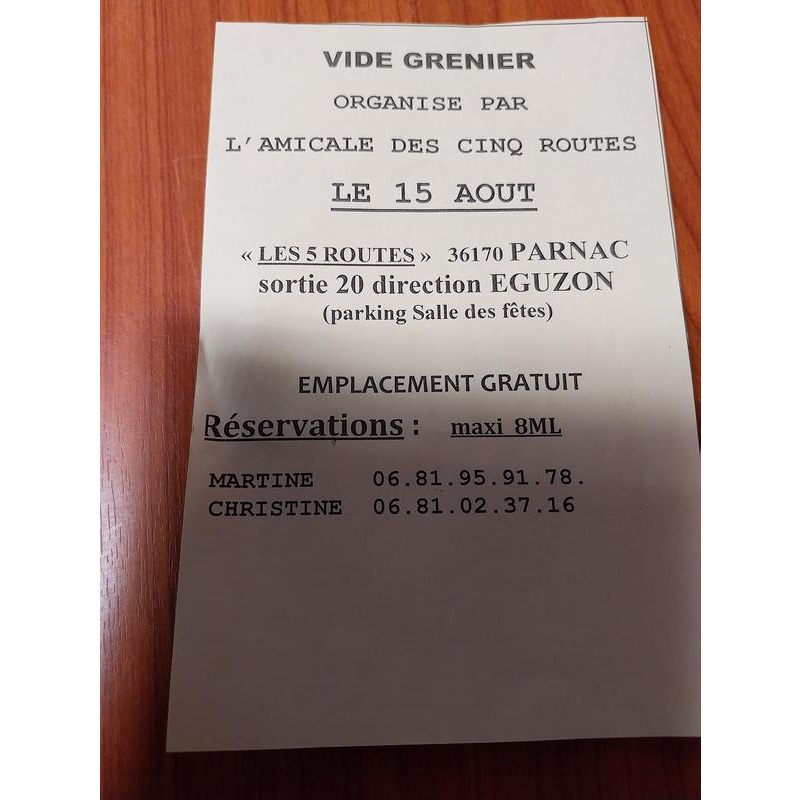 VIDE GRENIER
ORGANISE PAR
L'AMICALE DES CINQ ROUTES
LE 15 AOUT
« LES 5 ROUTES » 36170 PARNAC
sortie 20 direction EGUZON
(parking Salle des fêtes)
EMPLACEMENT GRATUIT
Réservations : maxi 8ML
MARTINE 06.81.95.91.78.
CHRISTINE 06.81.02.37.16